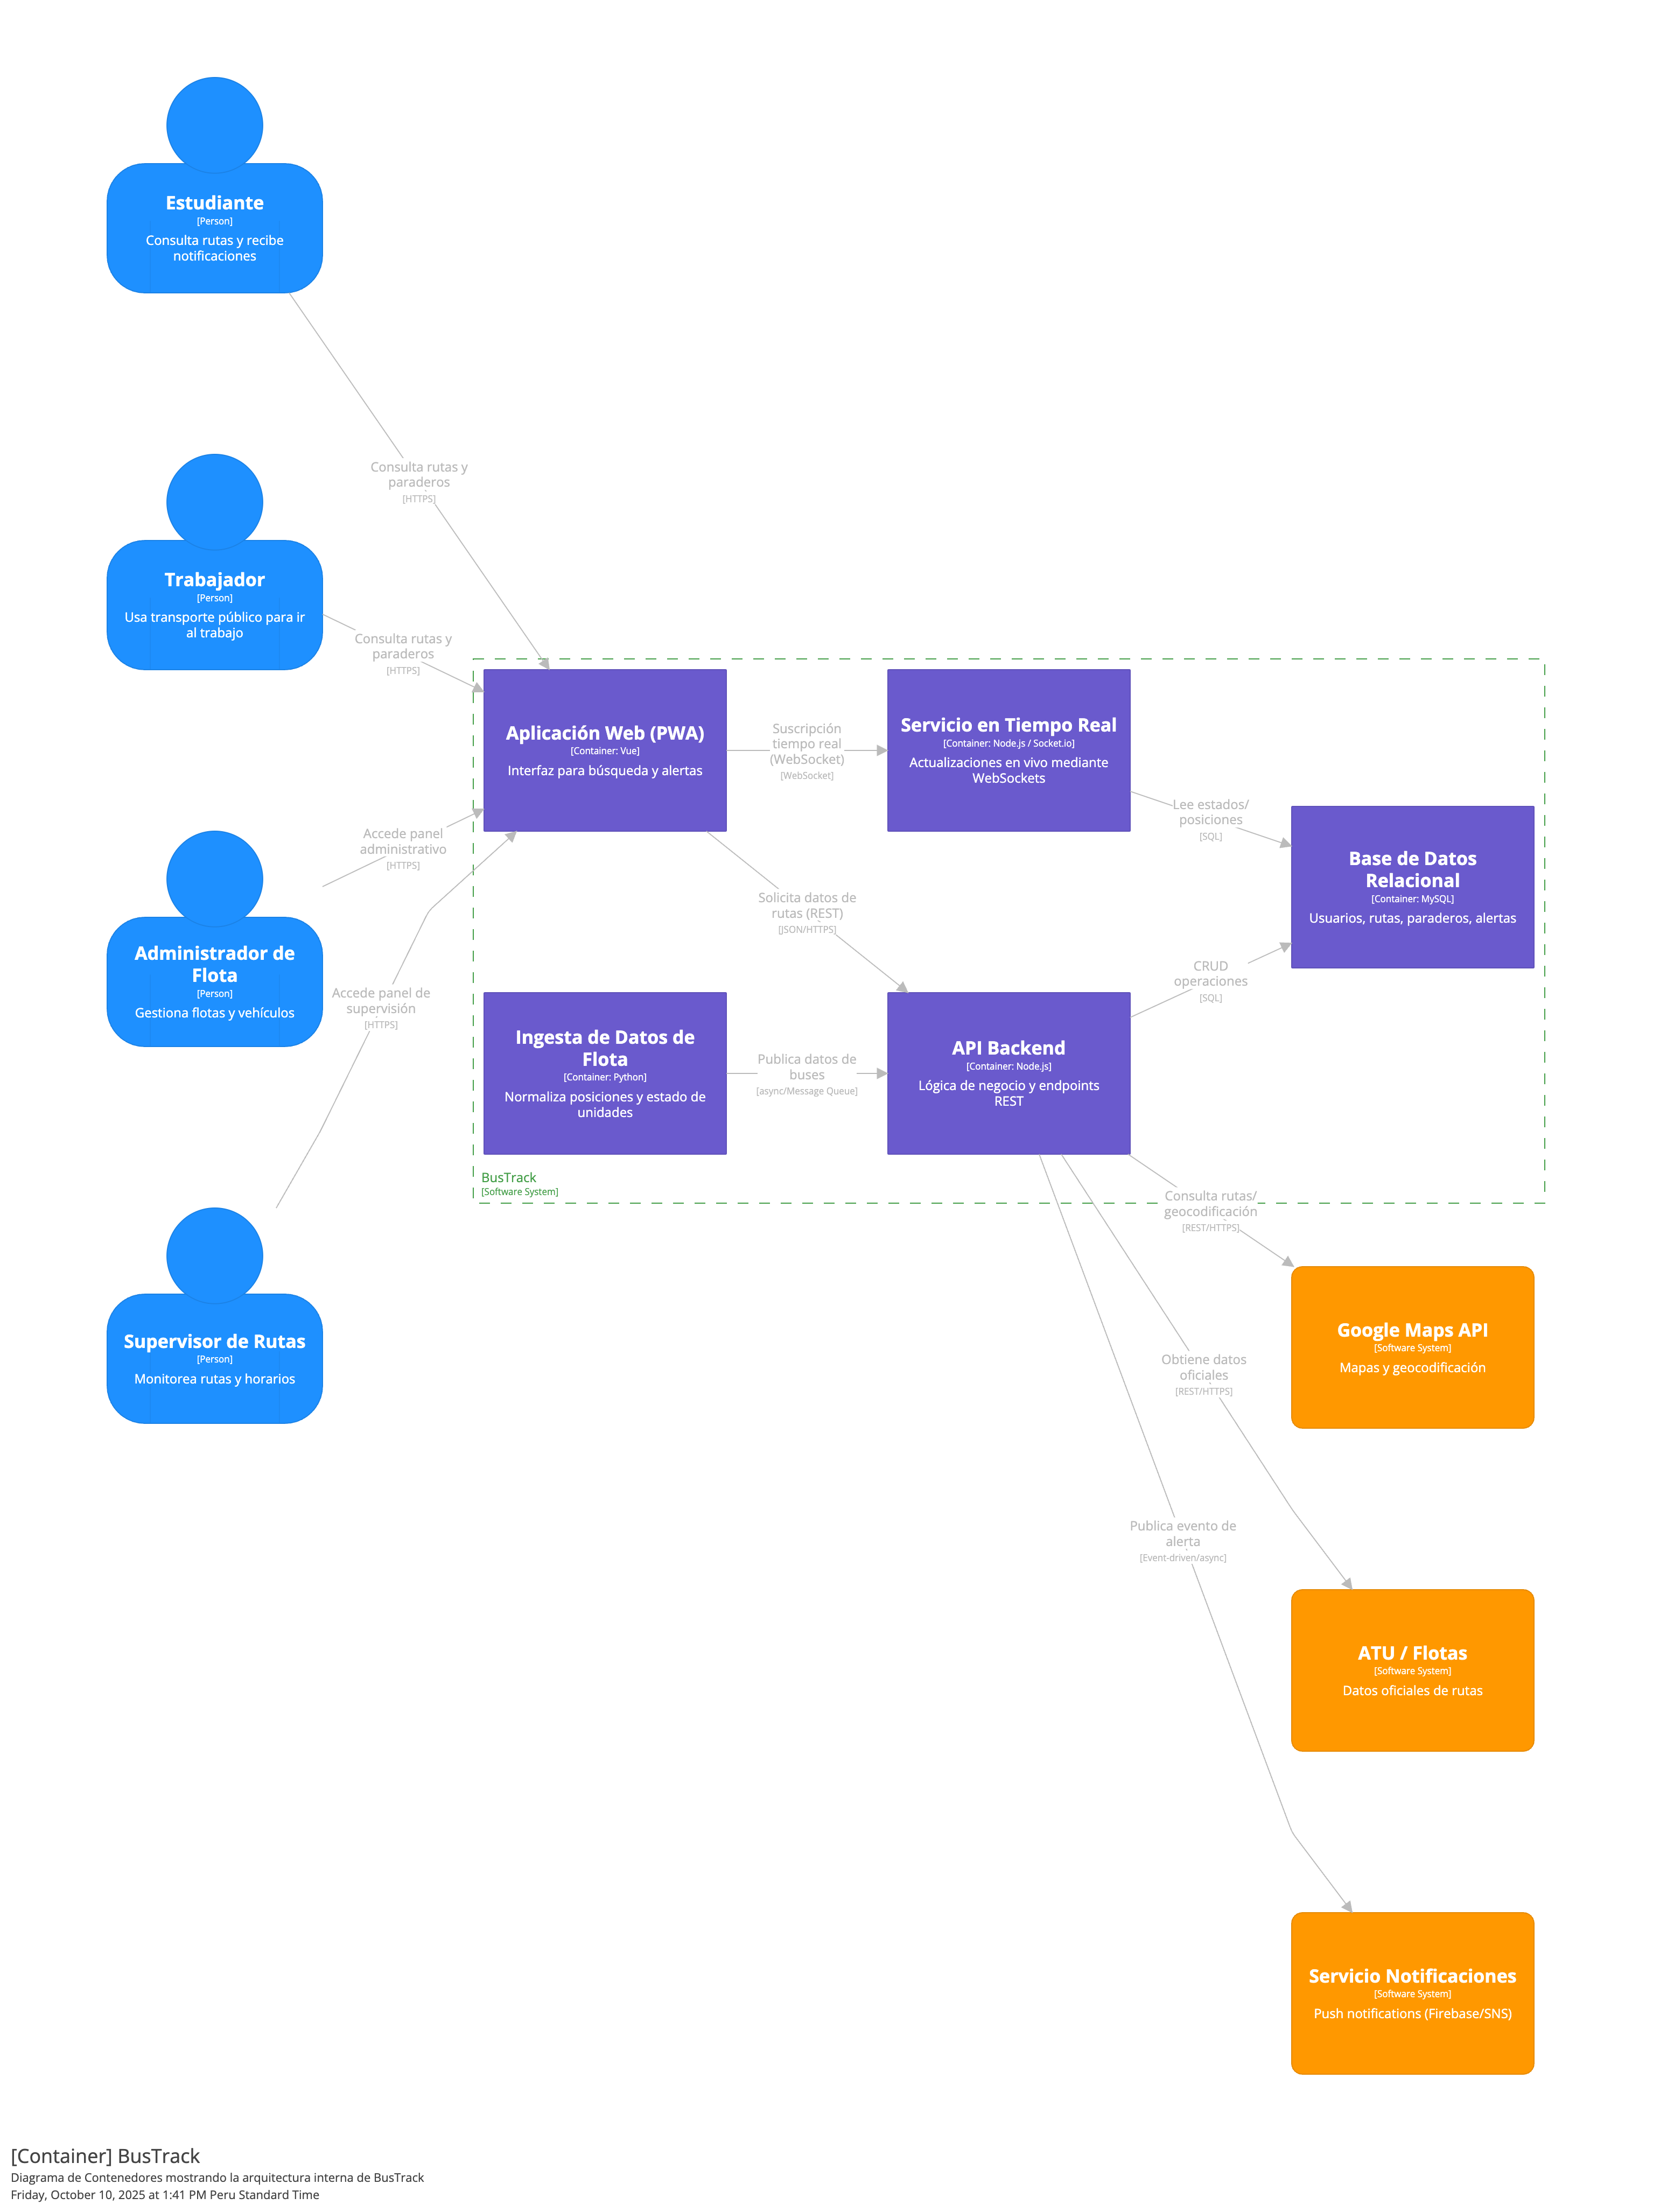 Estudiante
[Person]
Consulta rutas y recibe
notificaciones
Consulta rutas y
paraderos
[HTTPS]
Trabajador
[Person]
Usa transporte público para ir
al trabajo
Consulta rutas y
paraderos
[HTTPS]
Administrador de
Flota
[Person]
Gestiona flotas y vehículos
Accede panel
administrativo
[HTTPS]
Supervisor de Rutas
[Person]
Monitorea rutas y horarios
Accede panel de
supervisión
[HTTPS]
Aplicación Web (PWA)
[Container: Vue]
Interfaz para búsqueda y alertas
Suscripción
tiempo real
(WebSocket)
[WebSocket]
Servicio en Tiempo Real
[Container: Node.js / Socket.io]
Actualizaciones en vivo mediante
WebSockets
Lee estados/
posiciones
[SQL]
Base de Datos
Relacional
[Container: MySQL]
Usuarios, rutas, paraderos, alertas
Solicita datos de
rutas (REST)
[JSON/HTTPS]
CRUD
operaciones
[SQL]
Ingesta de Datos de
Flota
[Container: Python]
Normaliza posiciones y estado de
unidades
Publica datos de
buses
[async/Message Queue]
API Backend
[Container: Node.js]
Lógica de negocio y endpoints
REST
BusTrack
[Software System]
Consulta rutas/
geocodificación
[REST/HTTPS]
Google Maps API
[Software System]
Mapas y geocodificación
Obtiene datos
oficiales
[REST/HTTPS]
ATU / Flotas
[Software System]
Datos oficiales de rutas
Publica evento de
alerta
[Event-driven/async]
Servicio Notificaciones
[Software System]
Push notifications (Firebase/SNS)
[Container] BusTrack
Diagrama de Contenedores mostrando la arquitectura interna de BusTrack
Friday, October 10, 2025 at 1:41 PM Peru Standard Time